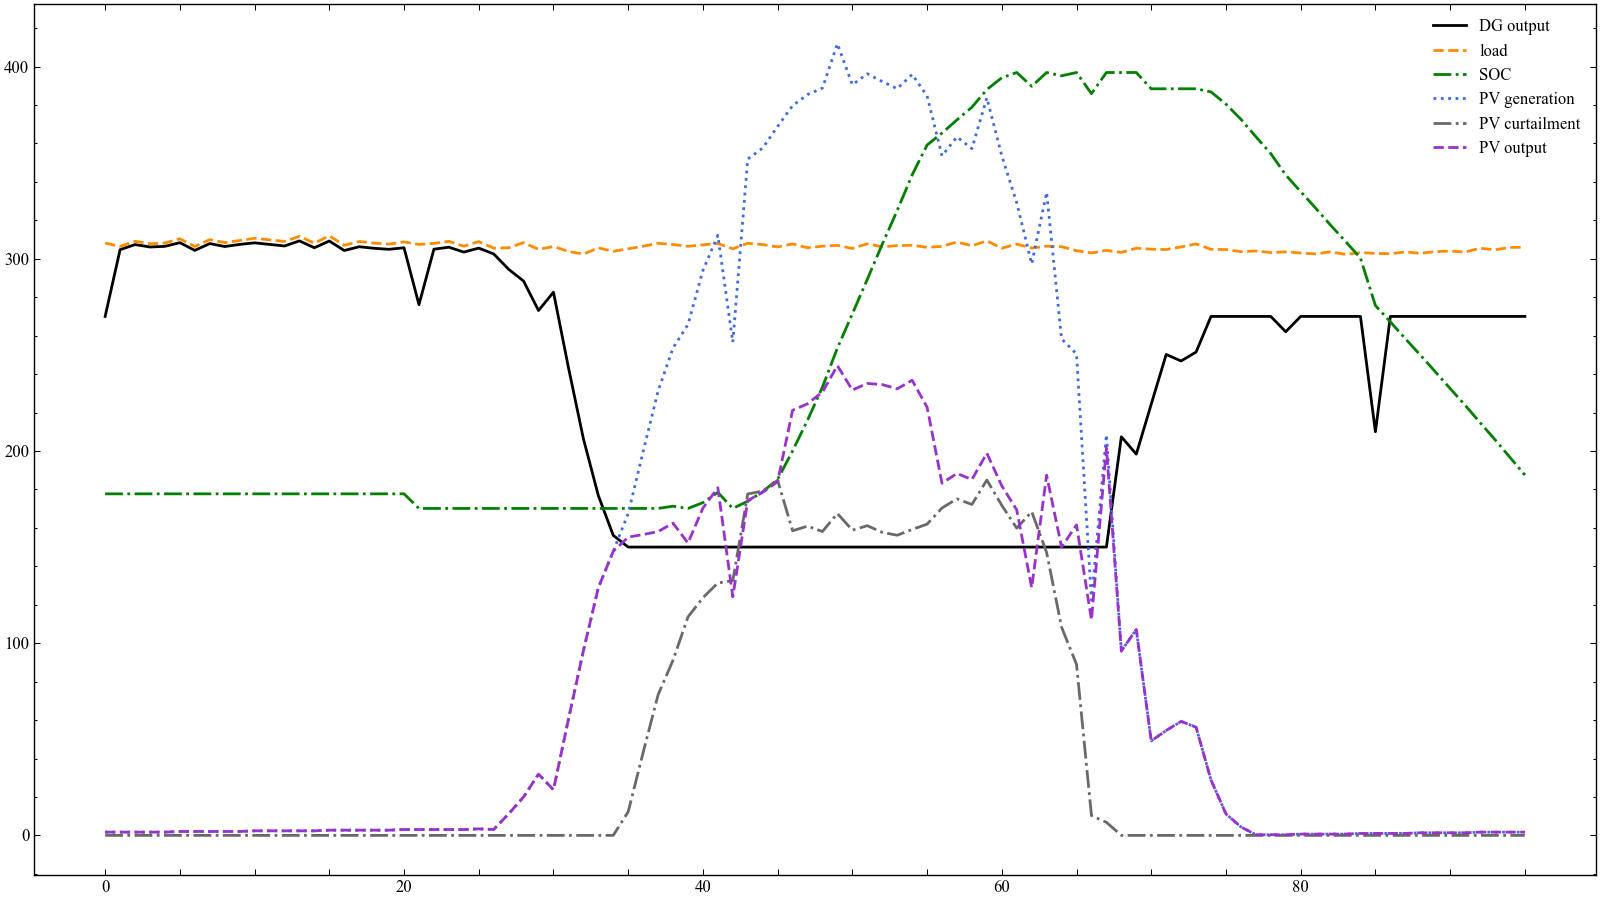 DG output
load
SOC
PV generation
PV curtailment
PV output
400
300
200
100
0
0 20 40 60 80